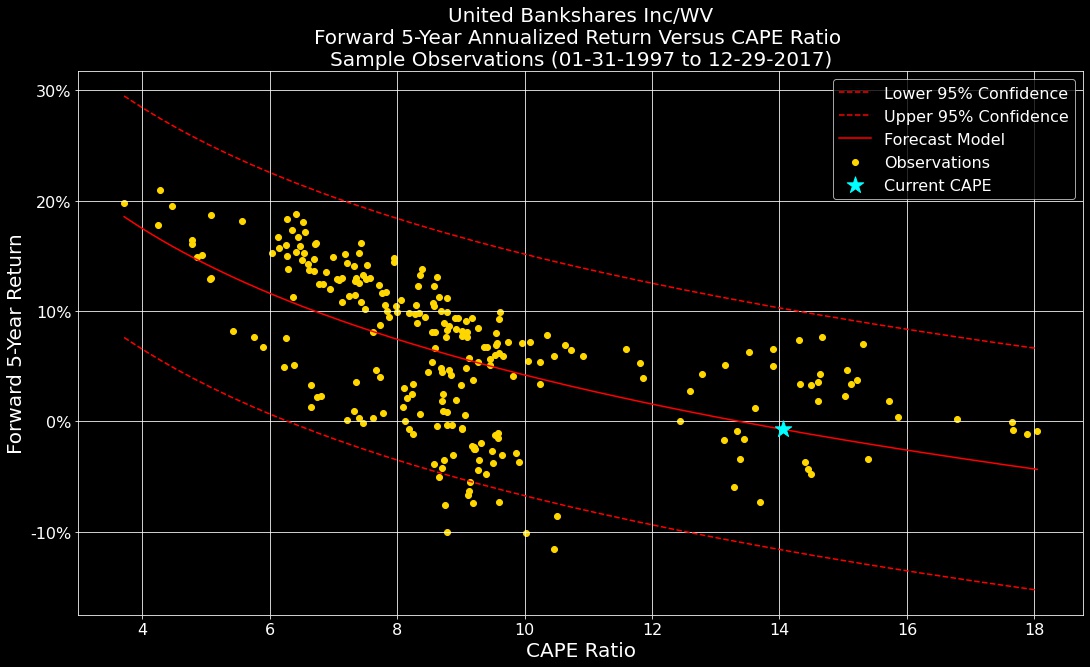 United Bankshares Inc/WV
Forward 5-Year Annualized Return Versus CAPE Ratio
Sample Observations (01-31-1997 to 12-29-2017)
Lower 95% Confidence
Upper 95% Confidence
Forecast Model
Observations
Current CAPE
Forward 5-Year Return
30%
20%
10%
0%
-10%
4 6 8 10 12 14 16 18
CAPE Ratio